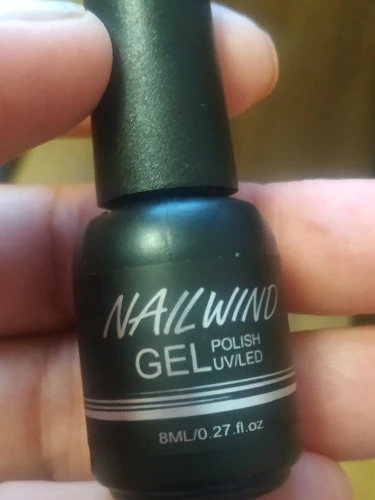 NAILWIND
GEL POLISH UV/LED
8ML/0.27.fl.oz